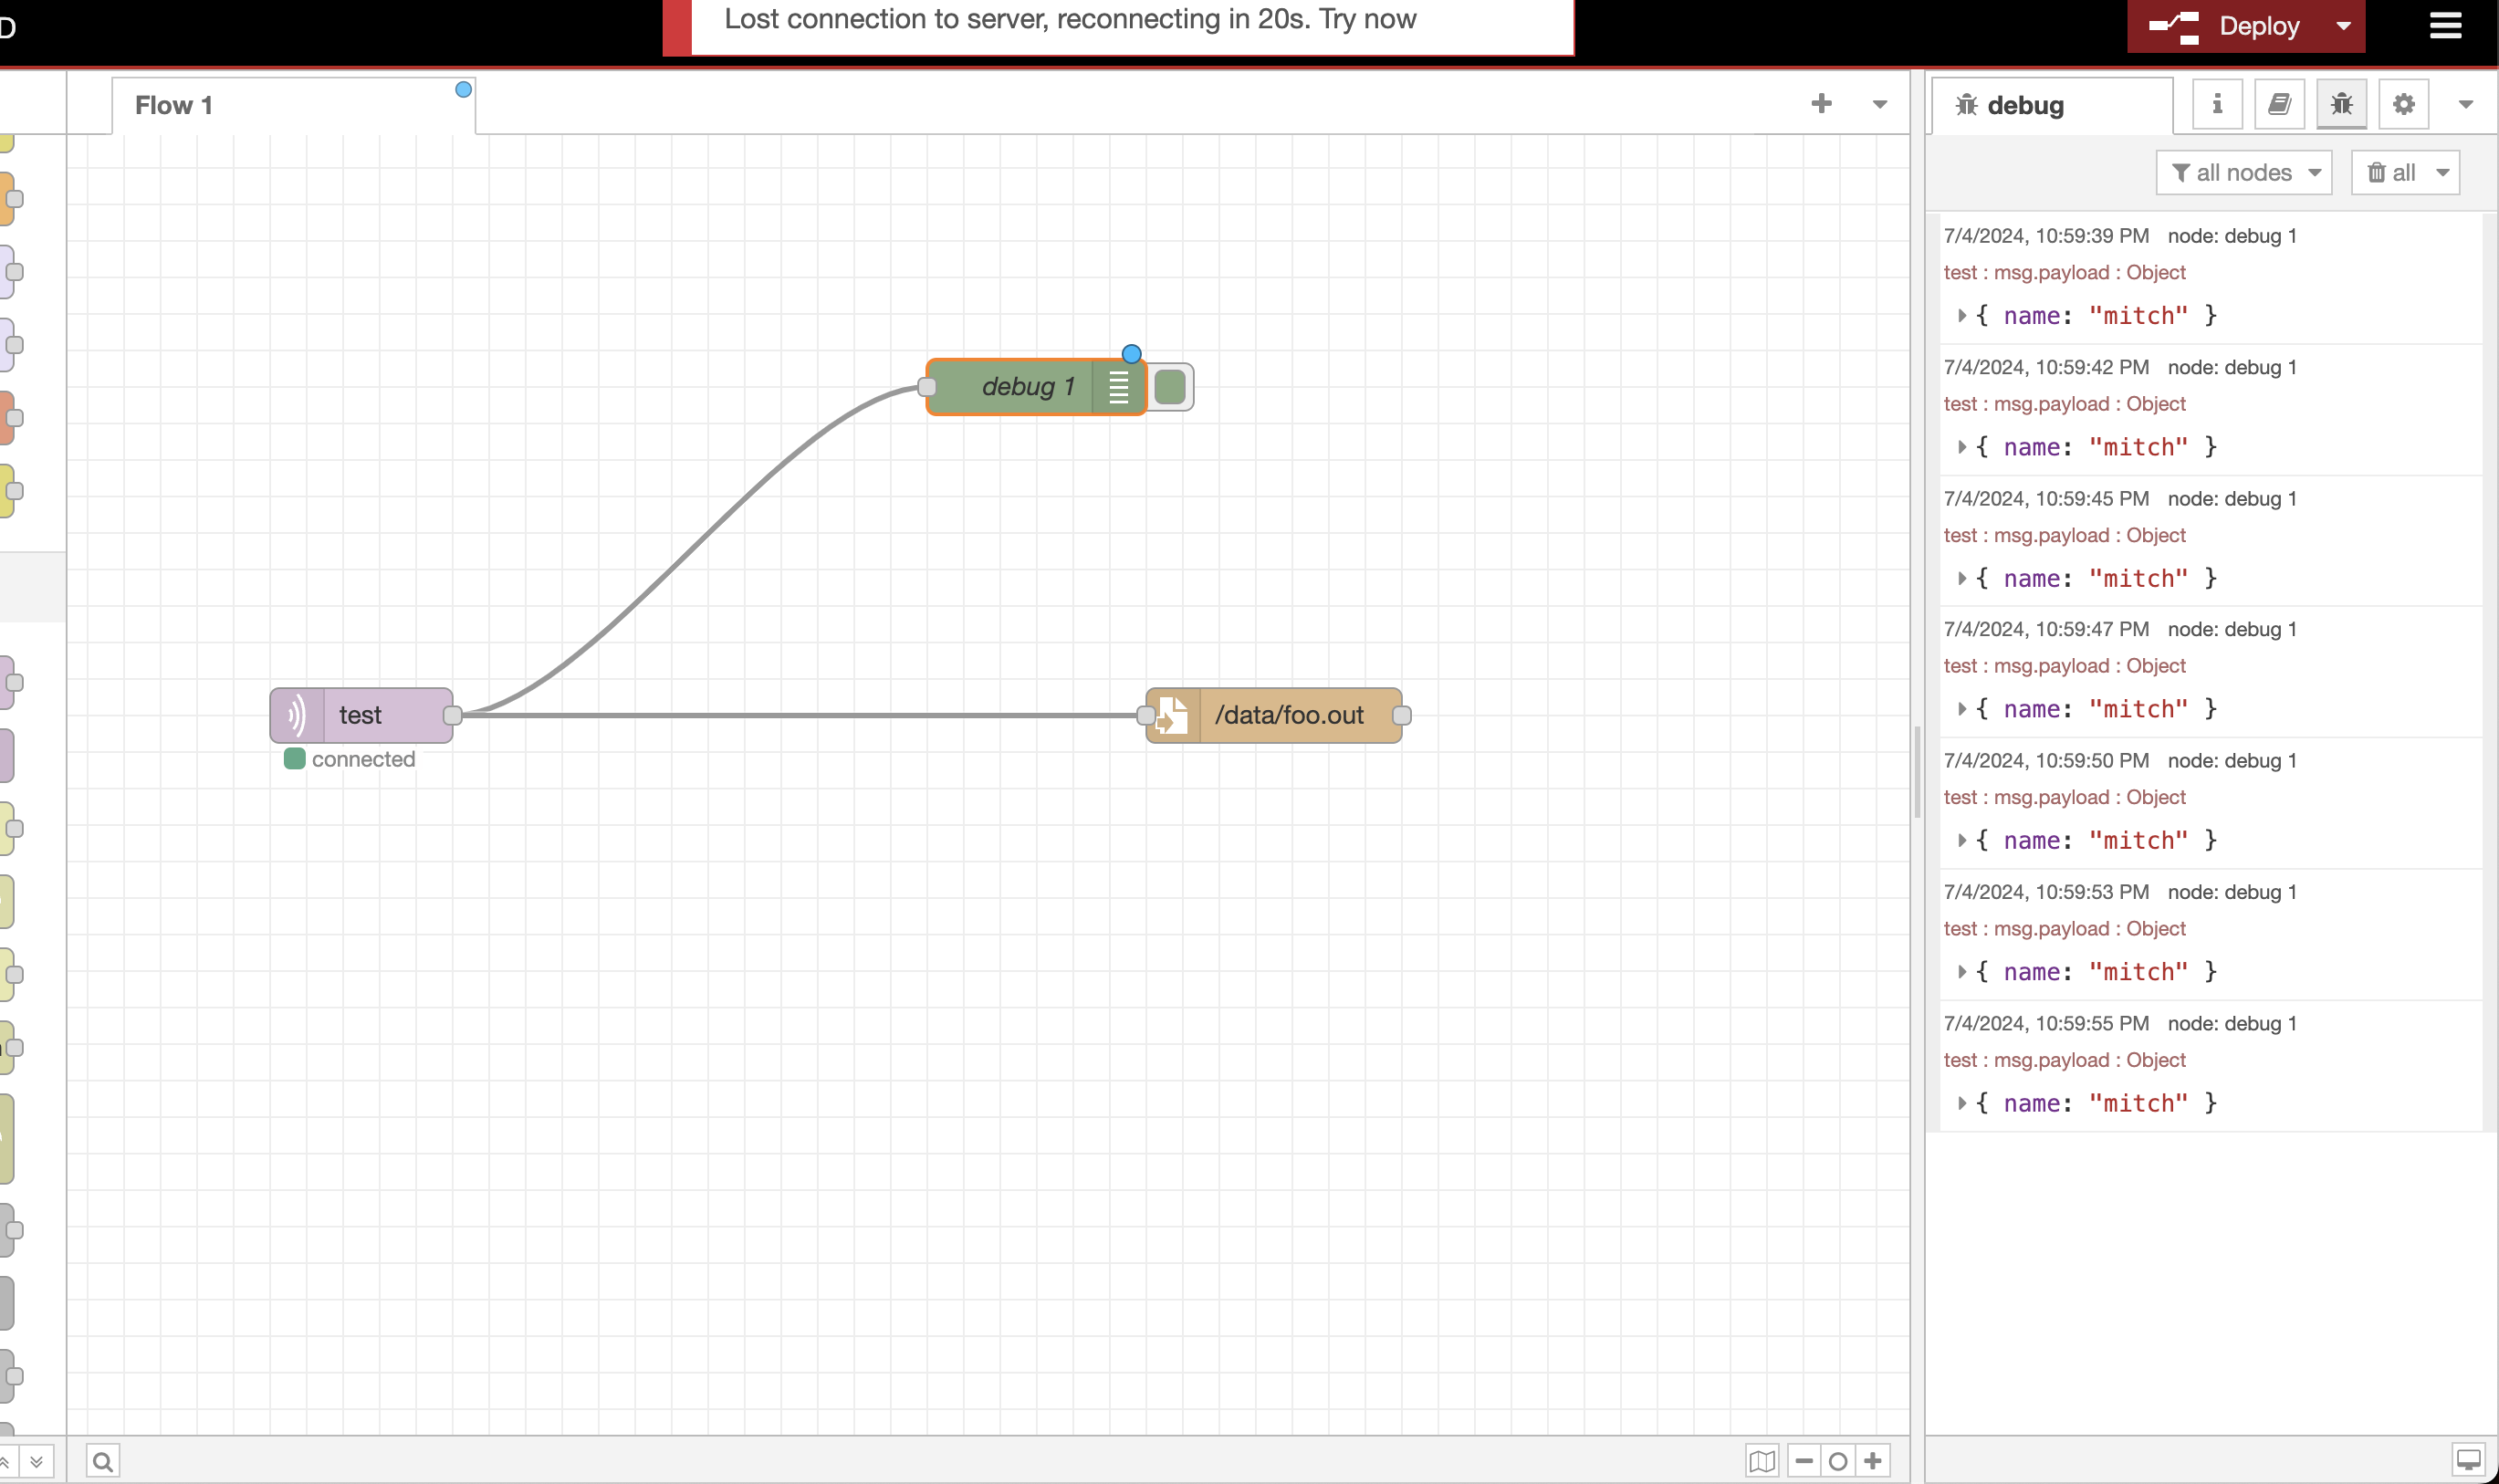 D
Lost connection to server, reconnecting in 20s. Try now
Deploy
Flow 1
debug
all nodes
all
debug 1
test
connected
/data/foo.out
7/4/2024, 10:59:39 PM node: debug 1
test : msg.payload : Object
{ name: "mitch" }
7/4/2024, 10:59:42 PM node: debug 1
test : msg.payload : Object
{ name: "mitch" }
7/4/2024, 10:59:45 PM node: debug 1
test : msg.payload : Object
{ name: "mitch" }
7/4/2024, 10:59:47 PM node: debug 1
test : msg.payload : Object
{ name: "mitch" }
7/4/2024, 10:59:50 PM node: debug 1
test : msg.payload : Object
{ name: "mitch" }
7/4/2024, 10:59:53 PM node: debug 1
test : msg.payload : Object
{ name: "mitch" }
7/4/2024, 10:59:55 PM node: debug 1
test : msg.payload : Object
{ name: "mitch" }